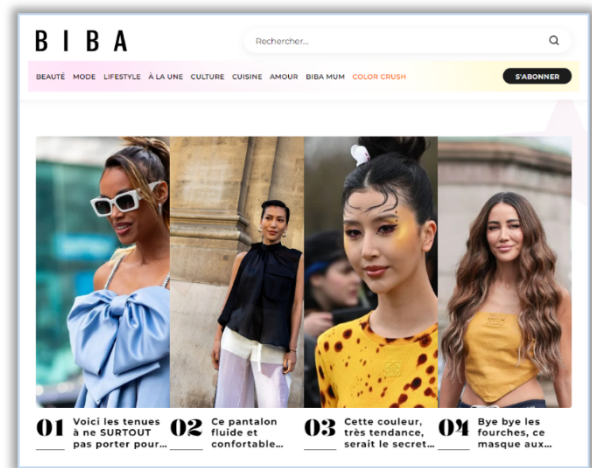 BIBA
Rechercher...
BEAUTÉ MODE LIFESTYLE À LA UNE CULTURE CUISINE AMOUR BIBA MUM COLOR CRUSH
S'ABONNER
01 Voici les tenues
à ne SURTOUT
pas porter pour...
02 Ce pantalon
fluide et
confortable...
03 Cette couleur,
très tendance,
serait le secret...
04 Bye bye les
fourches, ce
masque aux...